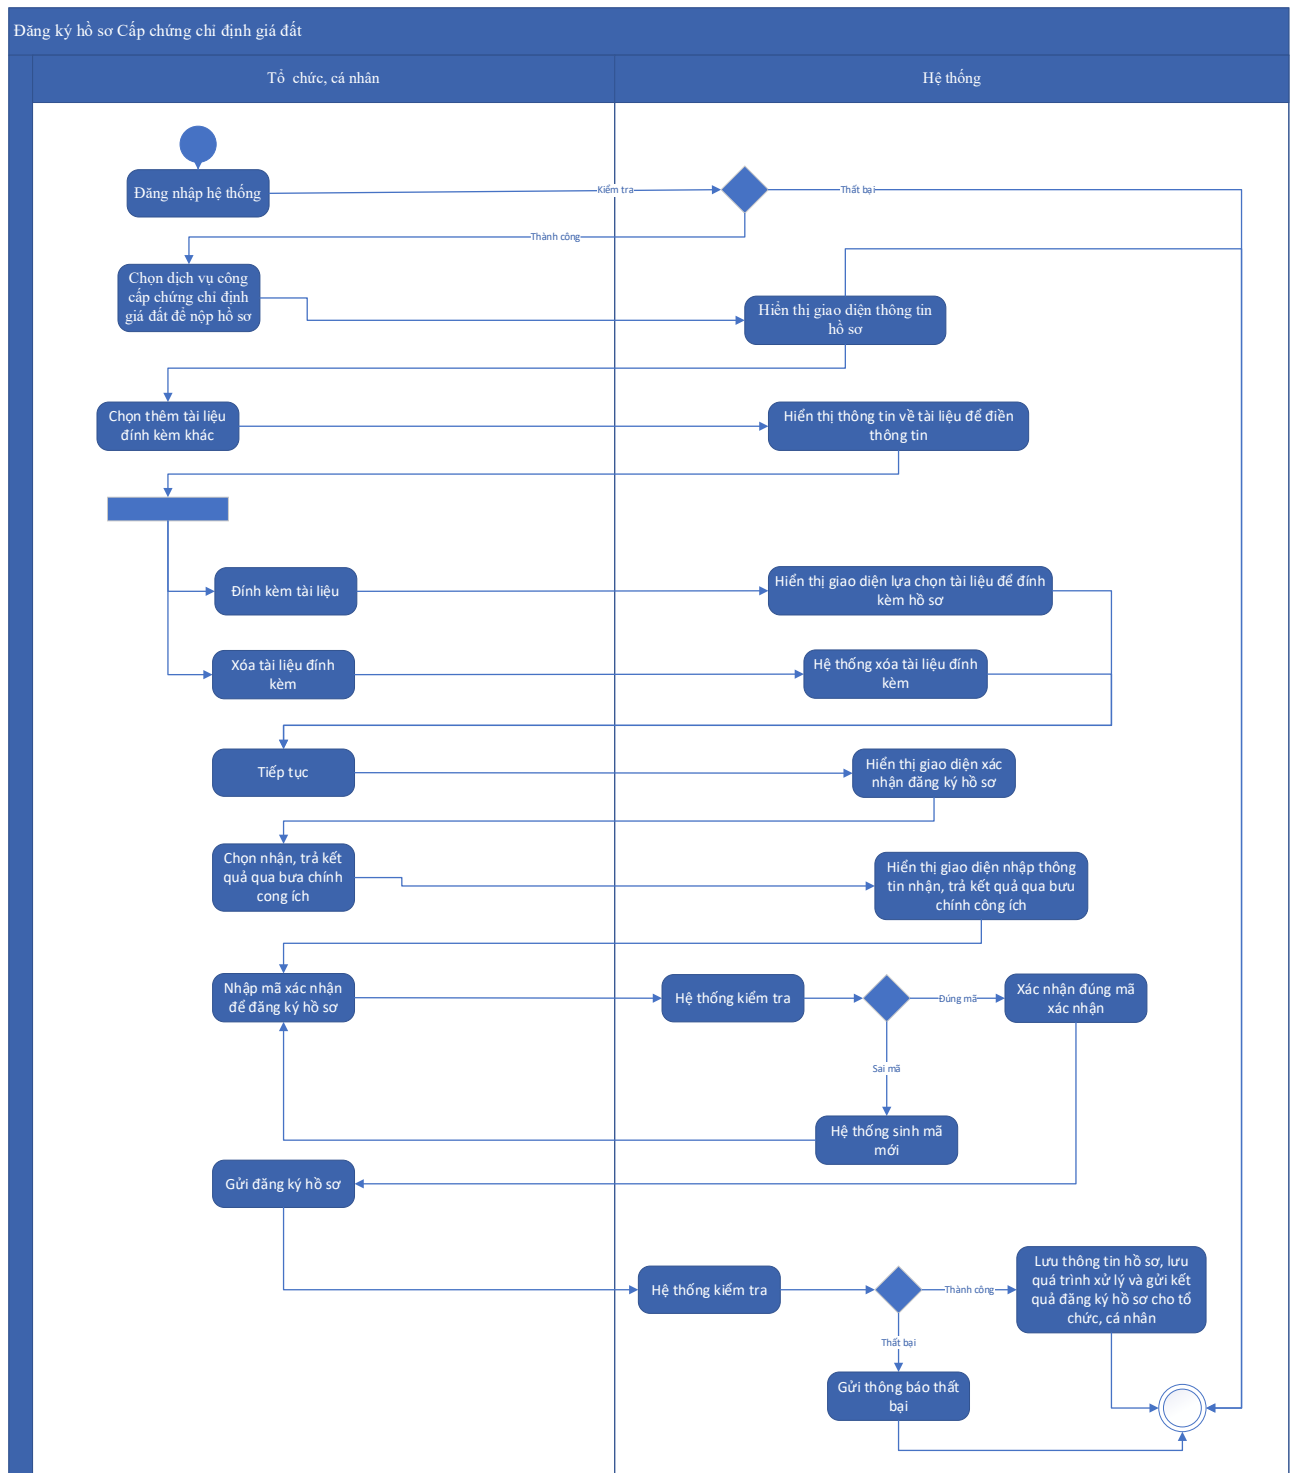 Đăng ký hồ sơ Cấp chứng chỉ định giá đất
Tổ chức, cá nhân
Hệ thống
Đăng nhập hệ thống
Kiểm tra
Thất bại
Thành công
Chọn dịch vụ công
cấp chứng chỉ định
giá đất để nộp hồ sơ
Hiển thị giao diện thông tin
hồ sơ
Chọn thêm tài liệu
đính kèm khác
Hiển thị thông tin về tài liệu để điền
thông tin
Đính kèm tài liệu
Hiển thị giao diện lựa chọn tài liệu để đính
kèm hồ sơ
Xóa tài liệu đính
kèm
Hệ thống xóa tài liệu đính
kèm
Tiếp tục
Hiển thị giao diện xác
nhận đăng ký hồ sơ
Chọn nhận, trả kết
quả qua bưa chính
cong ích
Hiển thị giao diện nhập thông
tin nhận, trả kết quả qua bưu
chính công ích
Nhập mã xác nhận
để đăng ký hồ sơ
Hệ thống kiểm tra
Đúng mã
Xác nhận đúng mã
xác nhận
Sai mã
Hệ thống sinh mã
mới
Gửi đăng ký hồ sơ
Hệ thống kiểm tra
Thành công
Lưu thông tin hồ sơ, lưu
quá trình xử lý và gửi kết
quả đăng ký hồ sơ cho tổ
chức, cá nhân
Thất bại
Gửi thông báo thất
bại